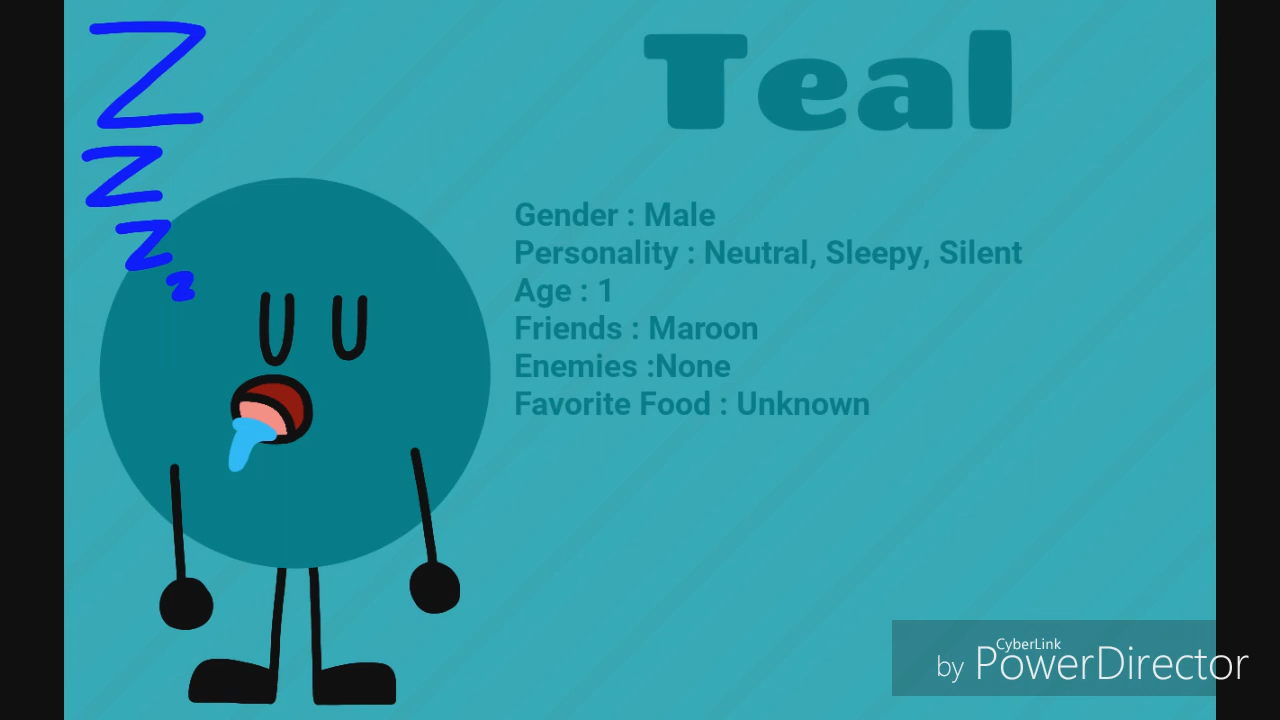 Z
Z
Z
z
Teal
Gender : Male
Personality : Neutral, Sleepy, Silent
Age : 1
Friends : Maroon
Enemies :None
Favorite Food : Unknown
CyberLink
by PowerDirector